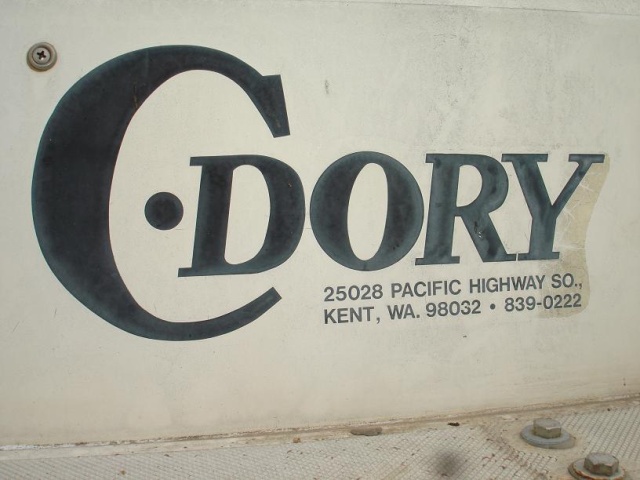 C·DORY
25028 PACIFIC HIGHWAY SO.,
KENT, WA. 98032 • 839-0222